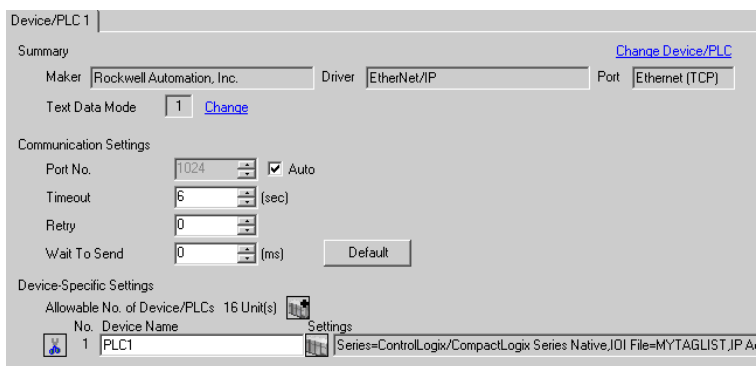 Device/PLC 1
Summary Change Device/PLC
Maker Rockwell Automation, Inc. Driver EtherNet/IP Port Ethernet (TCP)
Text Data Mode 1 Change
Communication Settings
Port No. 1024 Auto
Timeout 6 (sec)
Retry 0
Wait To Send 0 (ms) Default
Device-Specific Settings
Allowable No. of Device/PLCs 16 Unit(s)
No. Device Name Settings
1 PLC1 Series=ControlLogix/CompactLogix Series Native,IOI File=MYTAGLIST,IP